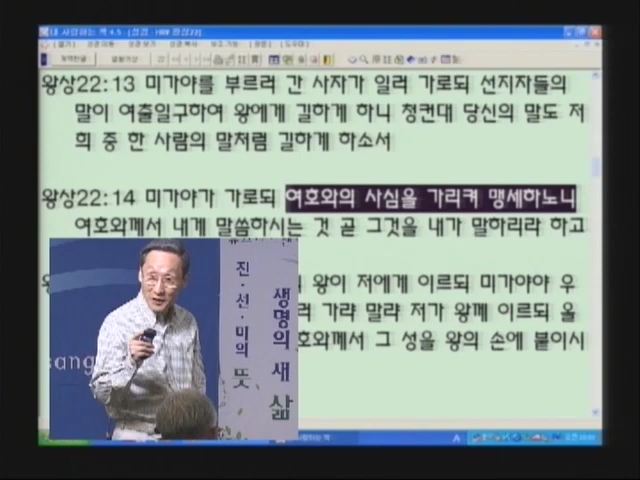 왕상22:13 미가야를 부르러 간 사자가 일러 가로되 선지자들의
말이 여출일구하여 왕에게 길하게 하니 청컨대 당신의 말도 저
희 중 한 사람의 말처럼 길하게 하소서
왕상22:14 미가야가 가로되 여호와의 사심을 가리켜 맹세하노니
여호와께서 내게 말씀하시는 것 곧 그것을 내가 말하리라 하고
왕이 저에게 이르되 미가야야 우
러 가랴 말랴 저가 왕께 이르되 올
호와께서 그 성을 왕의 손에 붙이시
진·선·미의 뜻
생명의 새 삶
sang